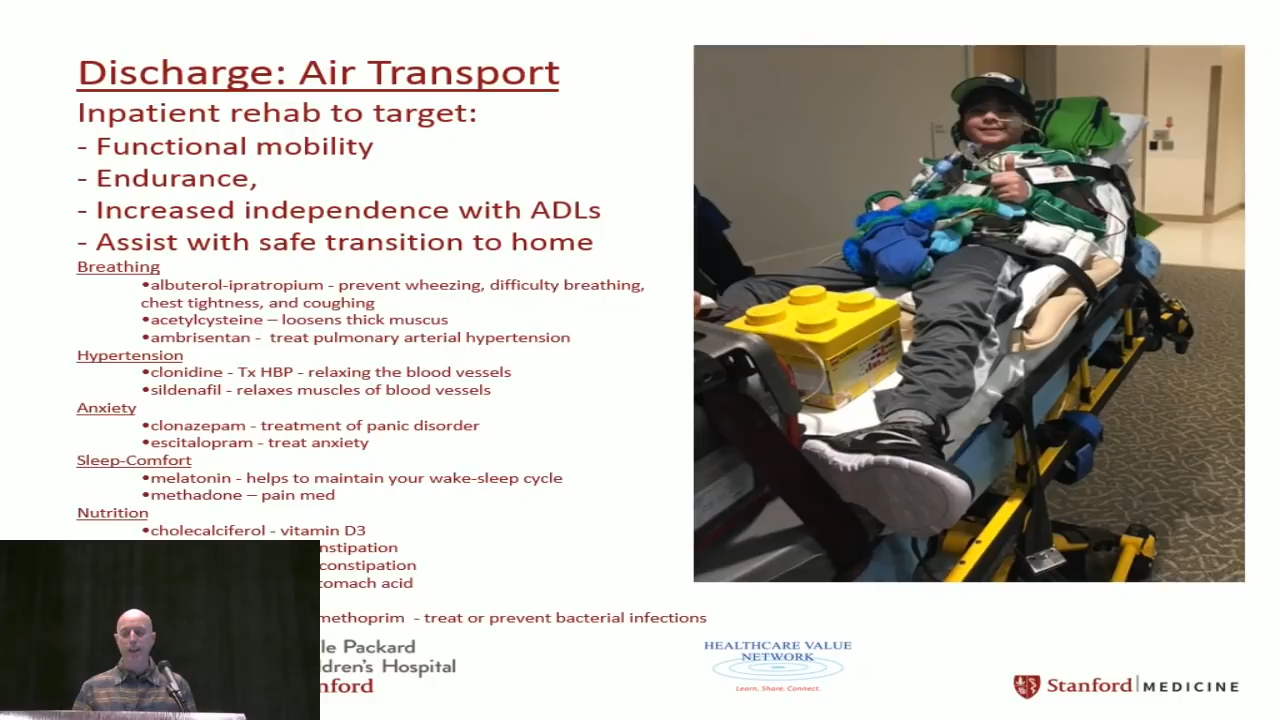 Discharge: Air Transport
Inpatient rehab to target:
- Functional mobility
- Endurance,
- Increased independence with ADLs
- Assist with safe transition to home
Breathing
•albuterol-ipratropium - prevent wheezing, difficulty breathing,
chest tightness, and coughing
•acetylcysteine – loosens thick muscus
•ambrisentan - treat pulmonary arterial hypertension
Hypertension
•clonidine - Tx HBP - relaxing the blood vessels
•sildenafil - relaxes muscles of blood vessels
Anxiety
•clonazepam - treatment of panic disorder
•escitalopram - treat anxiety
Sleep-Comfort
•melatonin - helps to maintain your wake-sleep cycle
•methadone – pain med
Nutrition
•cholecalciferol - vitamin D3
nstipation
constipation
tomach acid
methoprim - treat or prevent bacterial infections
le Packard
ldren's Hospital
nford
HEALTHCARE VALUE
NETWORK
Learn. Share. Connect.
Stanford MEDICINE